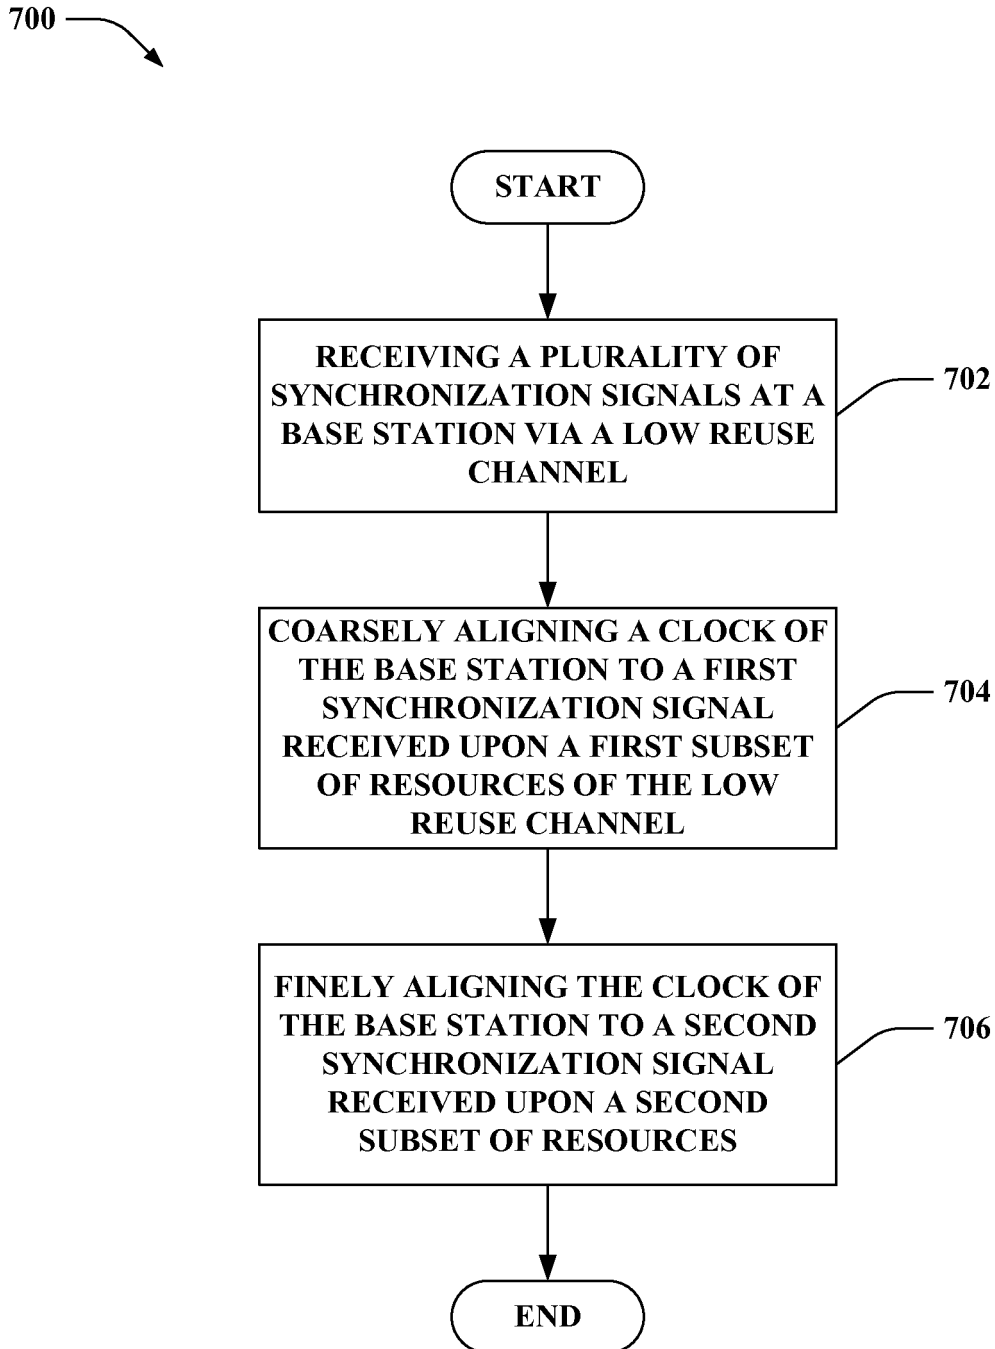 700
START
RECEIVING A PLURALITY OF
SYNCHRONIZATION SIGNALS AT A
BASE STATION VIA A LOW REUSE
CHANNEL
702
COARSELY ALIGNING A CLOCK OF
THE BASE STATION TO A FIRST
SYNCHRONIZATION SIGNAL
RECEIVED UPON A FIRST SUBSET
OF RESOURCES OF THE LOW
REUSE CHANNEL
704
FINELY ALIGNING THE CLOCK OF
THE BASE STATION TO A SECOND
SYNCHRONIZATION SIGNAL
RECEIVED UPON A SECOND
SUBSET OF RESOURCES
706
END